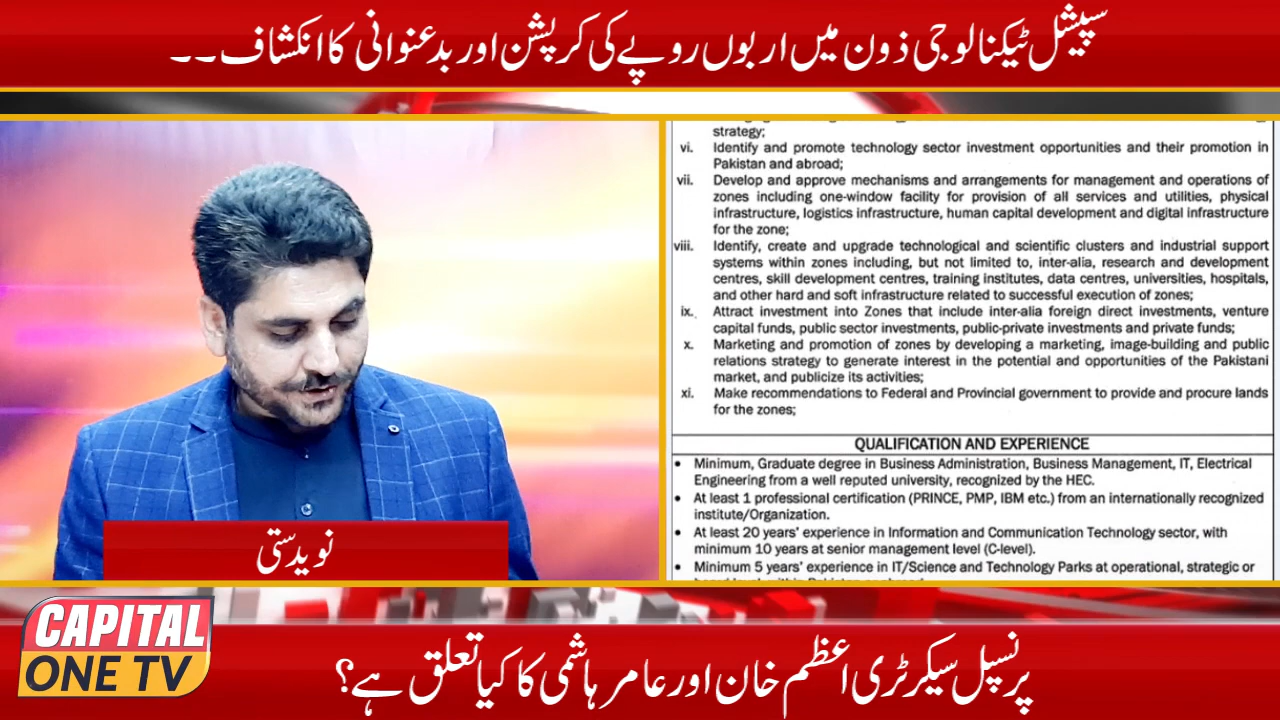 سپیشل ٹیکنالوجی ذون میں اربوں روپے کی کرپشن اور بدعنوانی کا انکشاف۔۔
strategy;
vi. Identify and promote technology sector investment opportunities and their promotion in
Pakistan and abroad;
vii. Develop and approve mechanisms and arrangements for management and operations of
zones including one-window facility for provision of all services and utilities, physical
infrastructure, logistics infrastructure, human capital development and digital infrastructure
for the zone;
viii. Identify, create and upgrade technological and scientific clusters and industrial support
systems within zones including, but not limited to, inter-alia, research and development
centres, skill development centres, training institutes, data centres, universities, hospitals,
and other hard and soft infrastructure related to successful execution of zones;
ix. Attract investment into Zones that include inter-alia foreign direct investments, venture
capital funds, public sector investments, public-private investments and private funds;
x. Marketing and promotion of zones by developing a marketing, image-building and public
relations strategy to generate interest in the potential and opportunities of the Pakistani
market, and publicize its activities;
xi. Make recommendations to Federal and Provincial government to provide and procure lands
for the zones;
QUALIFICATION AND EXPERIENCE
• Minimum, Graduate degree in Business Administration, Business Management, IT, Electrical
Engineering from a well reputed university, recognized by the HEC.
• At least 1 professional certification (PRINCE, PMP, IBM etc.) from an internationally recognized
institute/Organization.
• At least 20 years' experience in Information and Communication Technology sector, with
minimum 10 years at senior management level (C-level).
• Minimum 5 years' experience in IT/Science and Technology Parks at operational, strategic or
نوید ستی
CAPITAL
ONE TV
پرنسپل سیکرٹری اعظم خان اور عامر ہاشمی کا کیا تعلق ہے؟